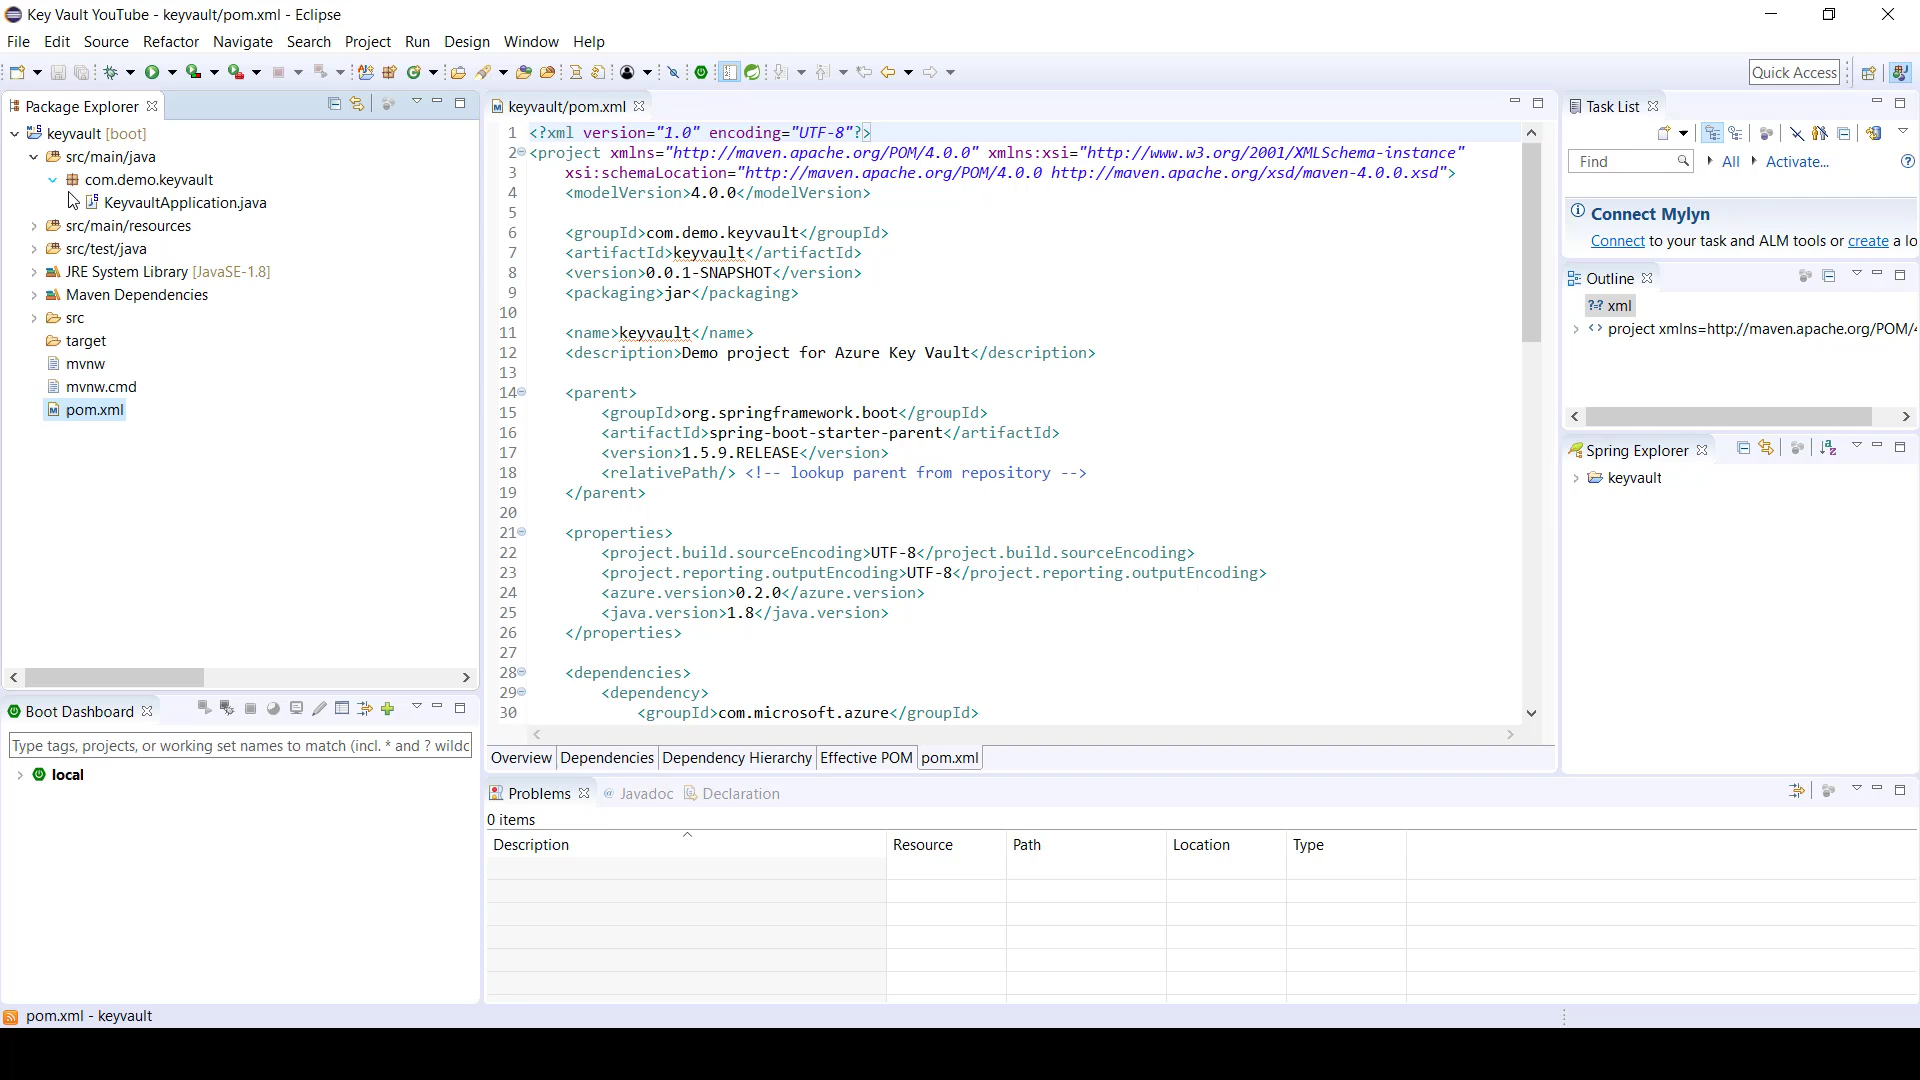 Key Vault YouTube - keyvault/pom.xml - Eclipse
File Edit Source Refactor Navigate Search Project Run Design Window Help
Quick Access
Package Explorer
keyvault [boot]
src/main/java
com.demo.keyvault
KeyvaultApplication.java
src/main/resources
src/test/java
JRE System Library [JavaSE-1.8]
Maven Dependencies
src
target
mvnw
mvnw.cmd
pom.xml
Boot Dashboard
Type tags, projects, or working set names to match (incl. * and ? wildc
local
keyvault/pom.xml
1 <?xml version="1.0" encoding="UTF-8"?>
2 <project xmlns="http://maven.apache.org/POM/4.0.0" xmlns:xsi="http://www.w3.org/2001/XMLSchema-instance"
3 xsi:schemaLocation="http://maven.apache.org/POM/4.0.0 http://maven.apache.org/xsd/maven-4.0.0.xsd">
4 <modelVersion>4.0.0</modelVersion>
5
6 <groupId>com.demo.keyvault</groupId>
7 <artifactId>keyvault</artifactId>
8 <version>0.0.1-SNAPSHOT</version>
9 <packaging>jar</packaging>
10
11 <name>keyvault</name>
12 <description>Demo project for Azure Key Vault</description>
13
14 <parent>
15 <groupId>org.springframework.boot</groupId>
16 <artifactId>spring-boot-starter-parent</artifactId>
17 <version>1.5.9.RELEASE</version>
18 <relativePath/> <!-- lookup parent from repository -->
19 </parent>
20
21 <properties>
22 <project.build.sourceEncoding>UTF-8</project.build.sourceEncoding>
23 <project.reporting.outputEncoding>UTF-8</project.reporting.outputEncoding>
24 <azure.version>0.2.0</azure.version>
25 <java.version>1.8</java.version>
26 </properties>
27
28 <dependencies>
29 <dependency>
30 <groupId>com.microsoft.azure</groupId>
Overview Dependencies Dependency Hierarchy Effective POM pom.xml
Problems Javadoc Declaration
0 items
Description Resource Path Location Type
Task List
Find All Activate...
Connect Mylyn
Connect to your task and ALM tools or create a lo
Outline
xml
project xmlns=http://maven.apache.org/POM/4
Spring Explorer
keyvault
pom.xml - keyvault